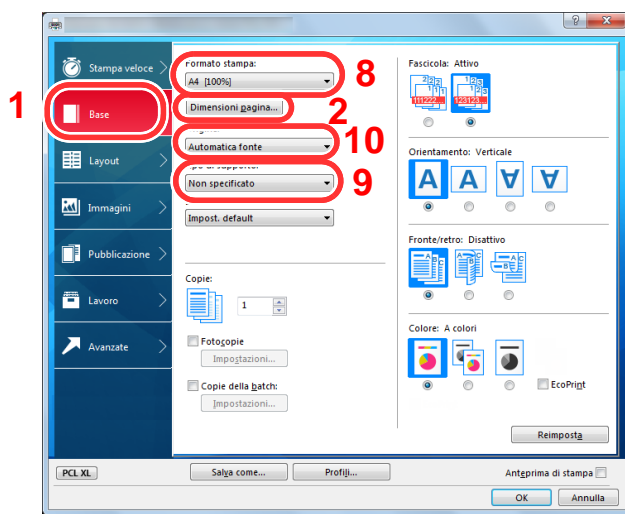 1
Stampa veloce
Base
Layout
Immagini
Pubblicazione
Lavoro
Avanzate
Formato stampa:
A4 [100%]
8
Dimensioni pagina...
2
Automatica fonte
10
Non specificato
9
Impost. default
Copie:
1
Fotocopie
Impostazioni...
Copie della batch:
Impostazioni...
Fascicola: Attivo
111222...
123123...
Orientamento: Verticale
A A A A
Fronte/retro: Disattivo
Colore: A colori
EcoPrint
Reimposta
PCL XL
Salva come...
Profili...
Anteprima di stampa
OK
Annulla